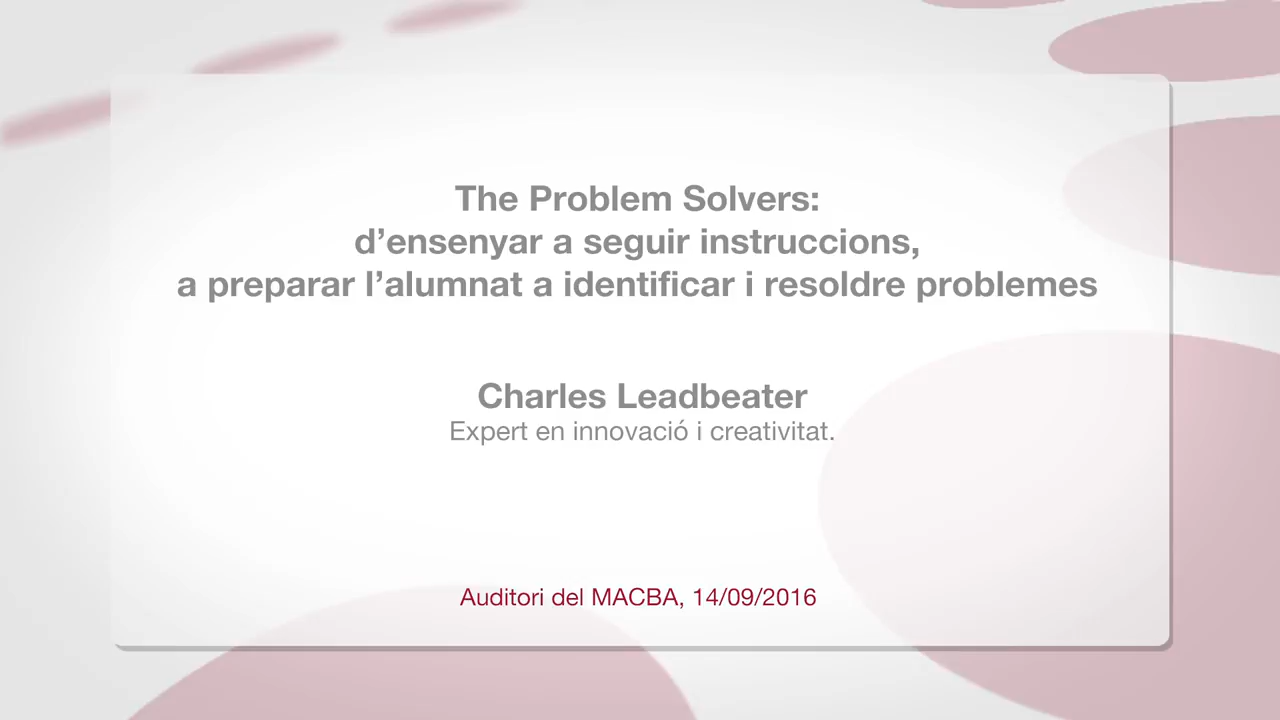 The Problem Solvers:
d’ensenyar a seguir instruccions,
a preparar l’alumnat a identificar i resoldre problemes
Charles Leadbeater
Expert en innovació i creativitat.
Auditori del MACBA, 14/09/2016